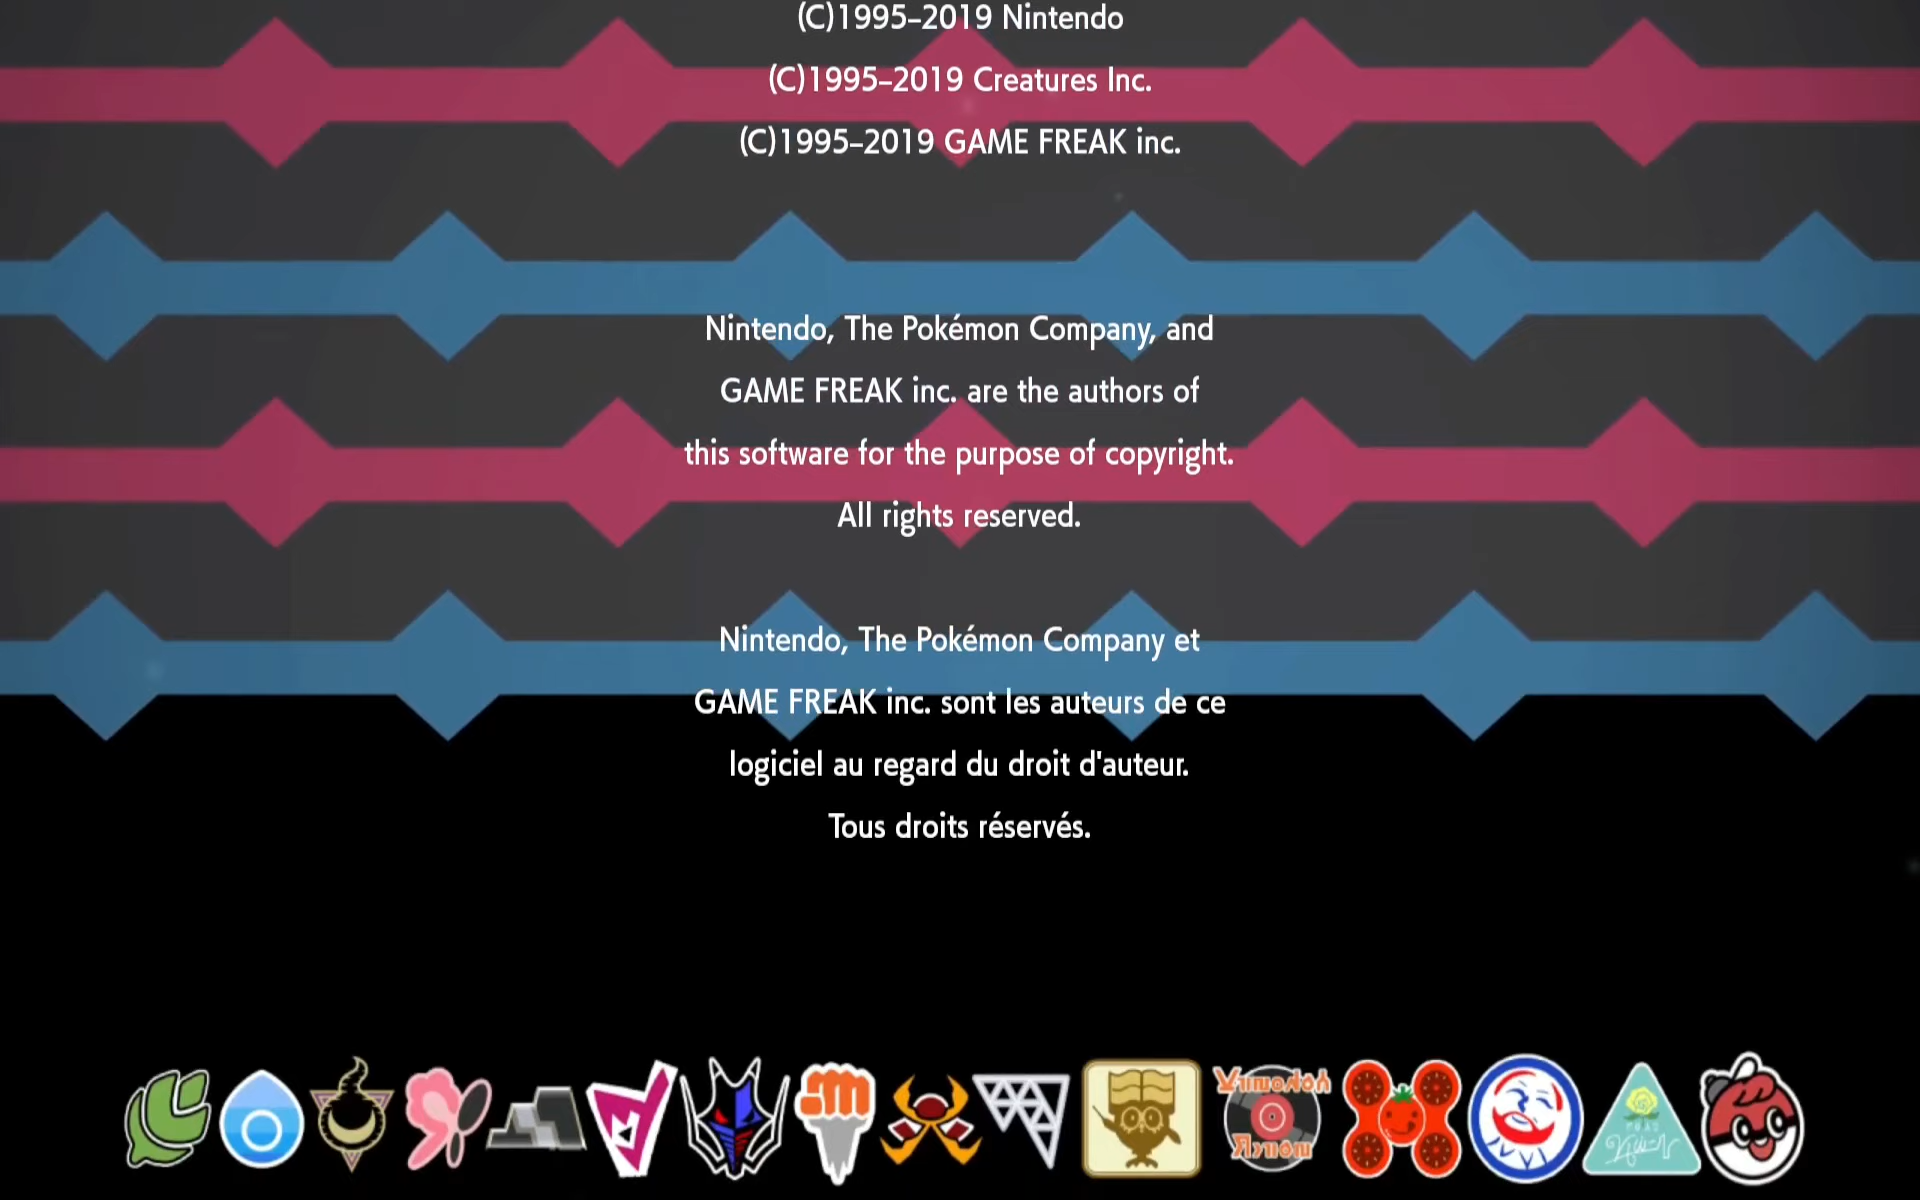 (C)1995–2019 Nintendo
(C)1995–2019 Creatures Inc.
(C)1995–2019 GAME FREAK inc.
Nintendo, The Pokémon Company, and
GAME FREAK inc. are the authors of
this software for the purpose of copyright.
All rights reserved.
Nintendo, The Pokémon Company et
GAME FREAK inc. sont les auteurs de ce
logiciel au regard du droit d'auteur.
Tous droits réservés.